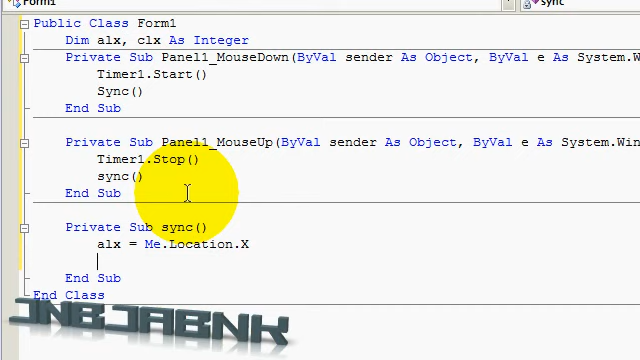 Form1
sync
Public Class Form1
Dim alx, clx As Integer
Private Sub Panel1_MouseDown(ByVal sender As Object, ByVal e As System.Win
Timer1.Start()
Sync()
End Sub
Private Sub Panel1_MouseUp(ByVal sender As Object, ByVal e As System.Win
Timer1.Stop()
sync()
End Sub
Private Sub sync()
alx = Me.Location.X
End Sub
End Class
JNBJABNK